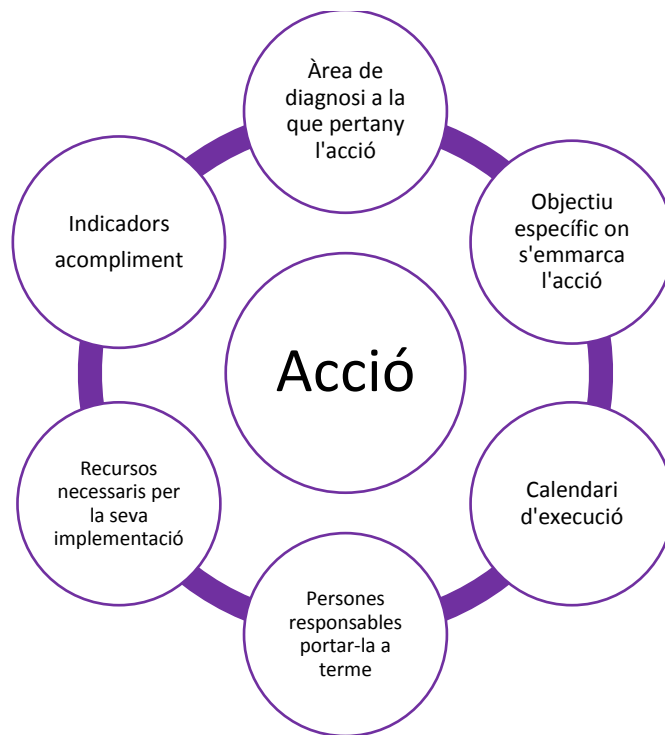 Àrea de
diagnosi a la
que pertany
l'acció
Objectiu
específic on
s'emmarca
l'acció
Calendari
d'execució
Persones
responsables
portar-la a
terme
Recursos
necessaris per
la seva
implementació
Indicadors
acompliment
Acció